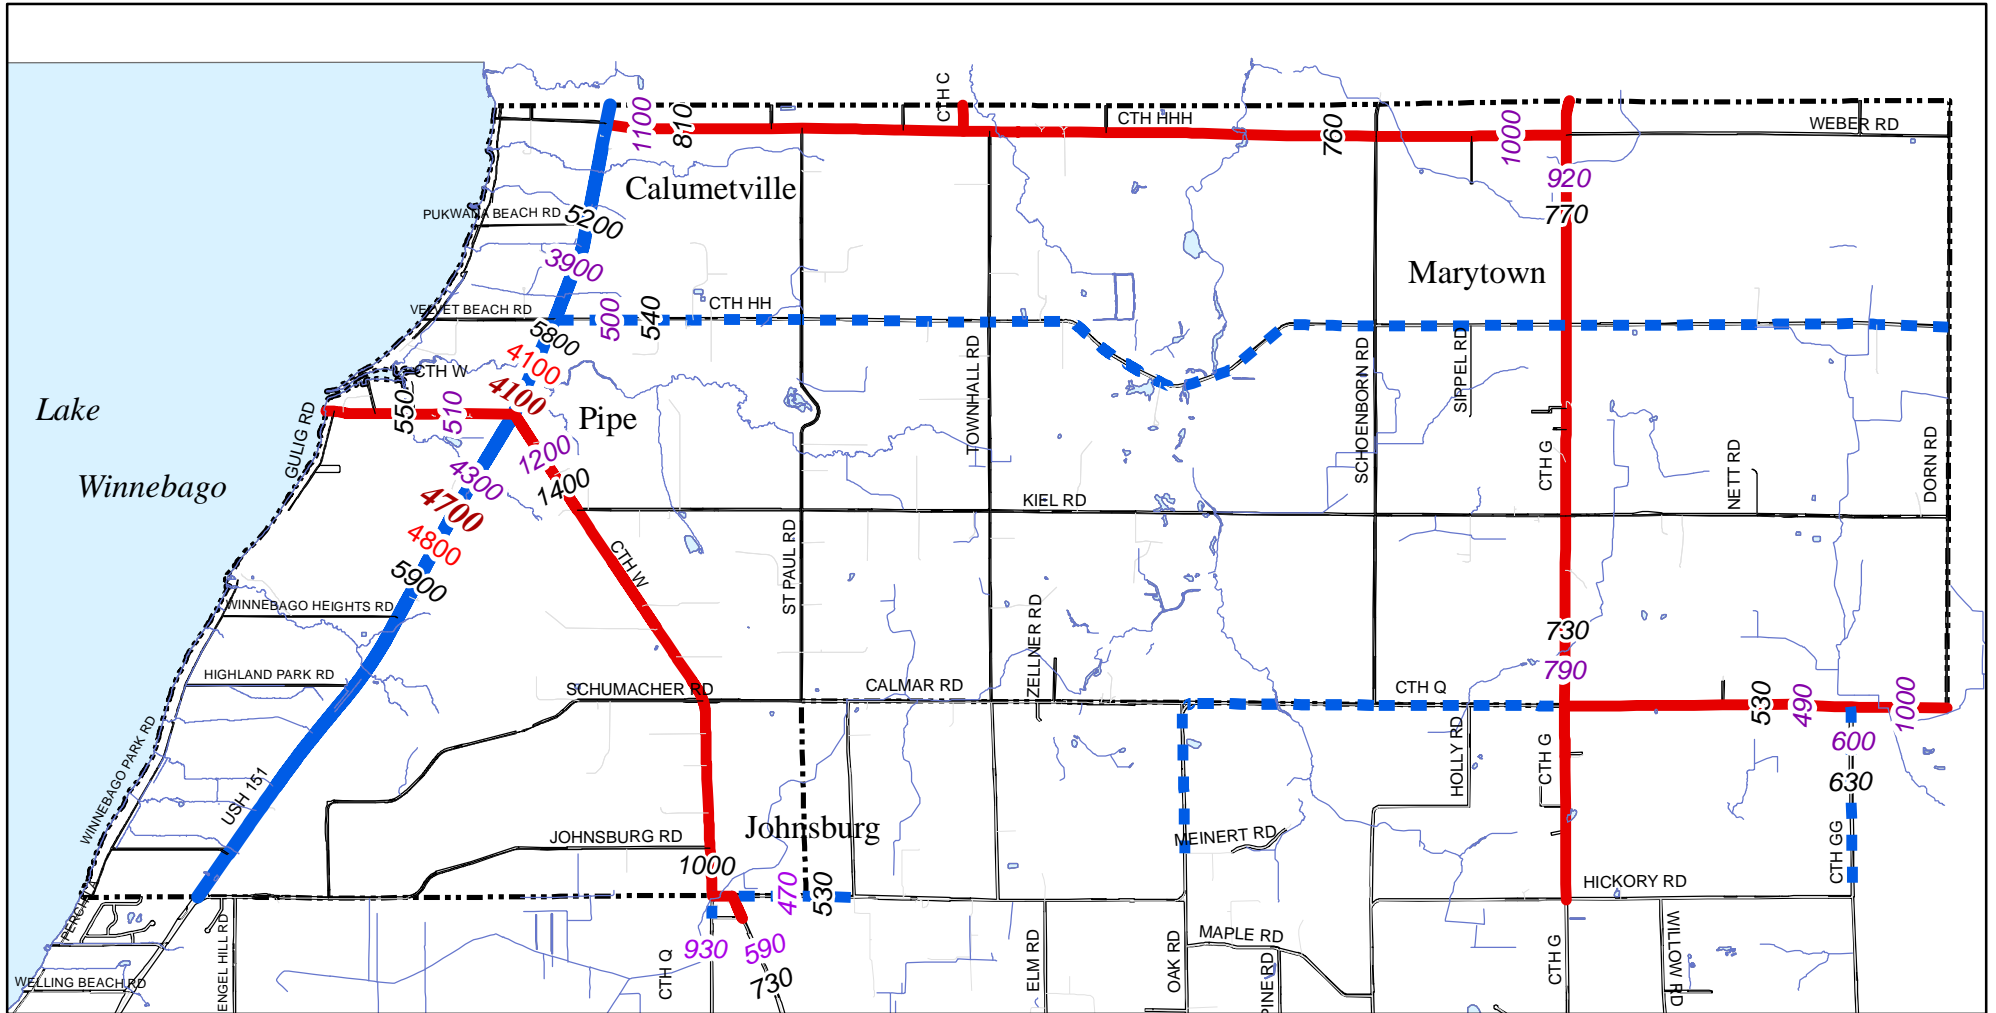 CTH C
1100
810
CTH HHH
760
1000
WEBER RD
920
770
Calumetville
PUKWANA BEACH RD
5200
3900
Marytown
VELVET BEACH RD
500
540
CTH HH
5800
4100
4100
CTH W
550
510
Pipe
Lake
Winnebago
GULIG RD
1200
1400
4300
4700
4800
5900
TOWNHALL RD
SCHOENBORN RD
SIPPEL RD
CTH G
NETT RD
DORN RD
KIEL RD
CTH W
ST PAUL RD
WINNEBAGO HEIGHTS RD
HIGHLAND PARK RD
ZELLNER RD
730
790
SCHUMACHER RD
CALMAR RD
CTH Q
530
490
1000
600
630
WINNEBAGO PARK RD
USH 151
HOLLY RD
CTH G
CTH GG
JOHNSBURG RD
Johnsburg
MEINERT RD
1000
470
530
HICKORY RD
ENGEL HILL RD
WELLING BEACH RD
CTH Q
930
590
730
ELM RD
OAK RD
MAPLE RD
PINE RD
CTH G
WILLOW RD